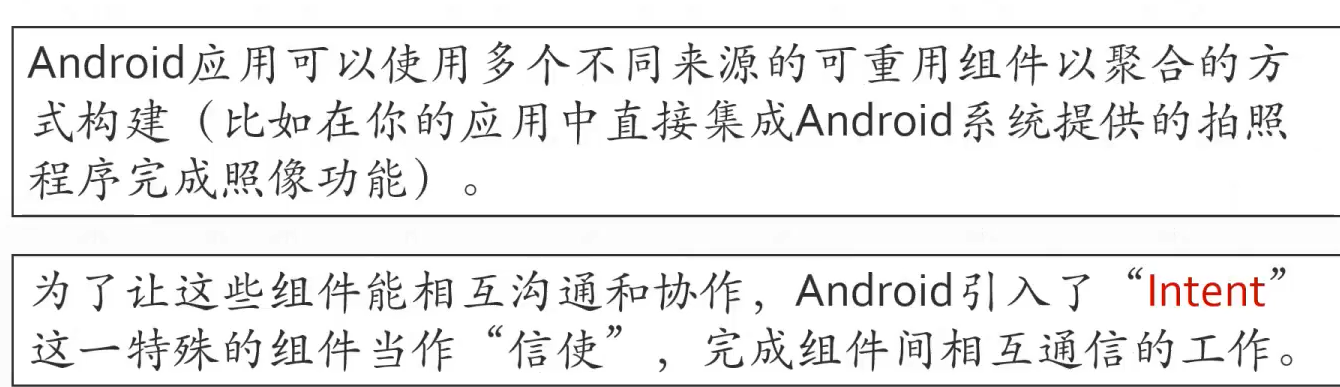 Android应用可以使用多个不同来源的可重用组件以聚合的方
式构建（比如在你的应用中直接集成Android系统提供的拍照
程序完成照像功能）。
为了让这些组件能相互沟通和协作，Android引入了“Intent”
这一特殊的组件当作“信使”，完成组件间相互通信的工作。